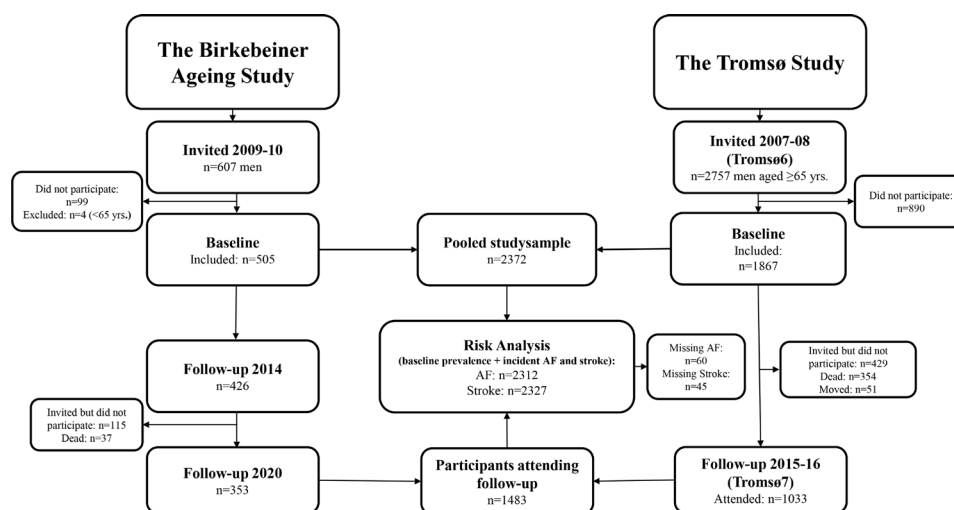 The Birkebeiner
Ageing Study
The Tromsø Study
Invited 2009-10
n=607 men
Invited 2007-08
(Tromsø6)
n=2757 men aged ≥65 yrs.
Did not participate:
n=99
Excluded: n=4 (<65 yrs.)
Did not participate:
n=890
Baseline
Included: n=505
Pooled studysample
n=2372
Baseline
Included:
n=1867
Follow-up 2014
n=426
Risk Analysis
(baseline prevalence + incident AF and stroke):
AF: n=2312
Stroke: n=2327
Missing AF:
n=60
Missing Stroke:
n=45
Invited but did not
participate: n=429
Dead: n=354
Moved: n=51
Invited but did not
participate: n=115
Dead: n=37
Follow-up 2020
n=353
Participants attending
follow-up
n=1483
Follow-up 2015-16
(Tromsø7)
Attended: n=1033